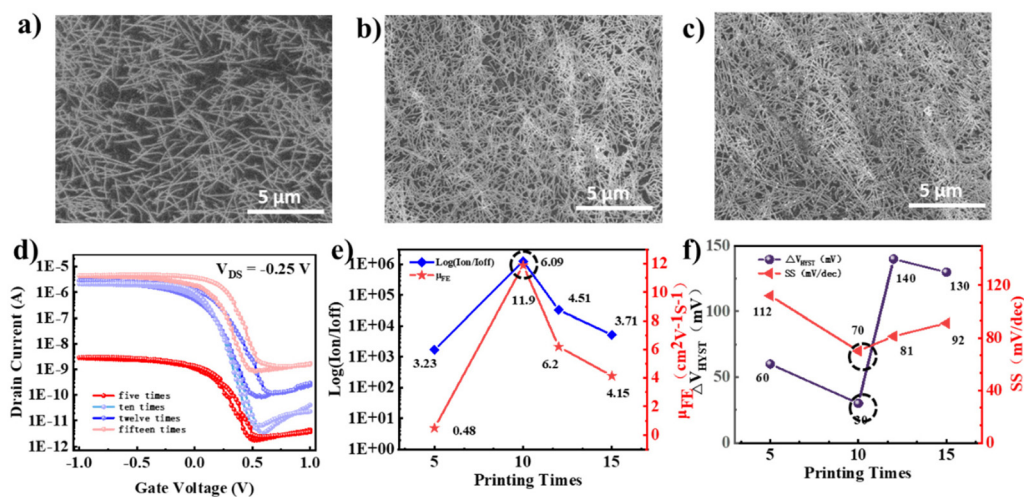 a)
b)
c)
5 μm
5 μm
5 μm
d)
1E-4
1E-5
1E-6
1E-7
1E-8
1E-9
1E-10
1E-11
1E-12
Drain Current (A)
V_DS = -0.25 V
five times
ten times
twelve times
fifteen times
-1.0 -0.5 0.0 0.5 1.0
Gate Voltage (V)
e)
Log(Ion/Ioff)
μ_FE
1E+06
1E+05
1E+04
1E+03
1E+02
1E+01
1E+00
Log(Ion/Ioff)
6.09
11.9
4.51
3.23
6.2
3.71
4.15
0.48
12
10
8
6
4
2
0
μFE (cm2V-1S-1)
5 10 15
Printing Times
f)
150
100
50
0
△V_HYST (mV)
△V_HYST (mV)
SS (mV/dec)
112
140
130
70
81
92
60
120
80
40
0
SS (mV/dec)
5 10 15
Printing Times